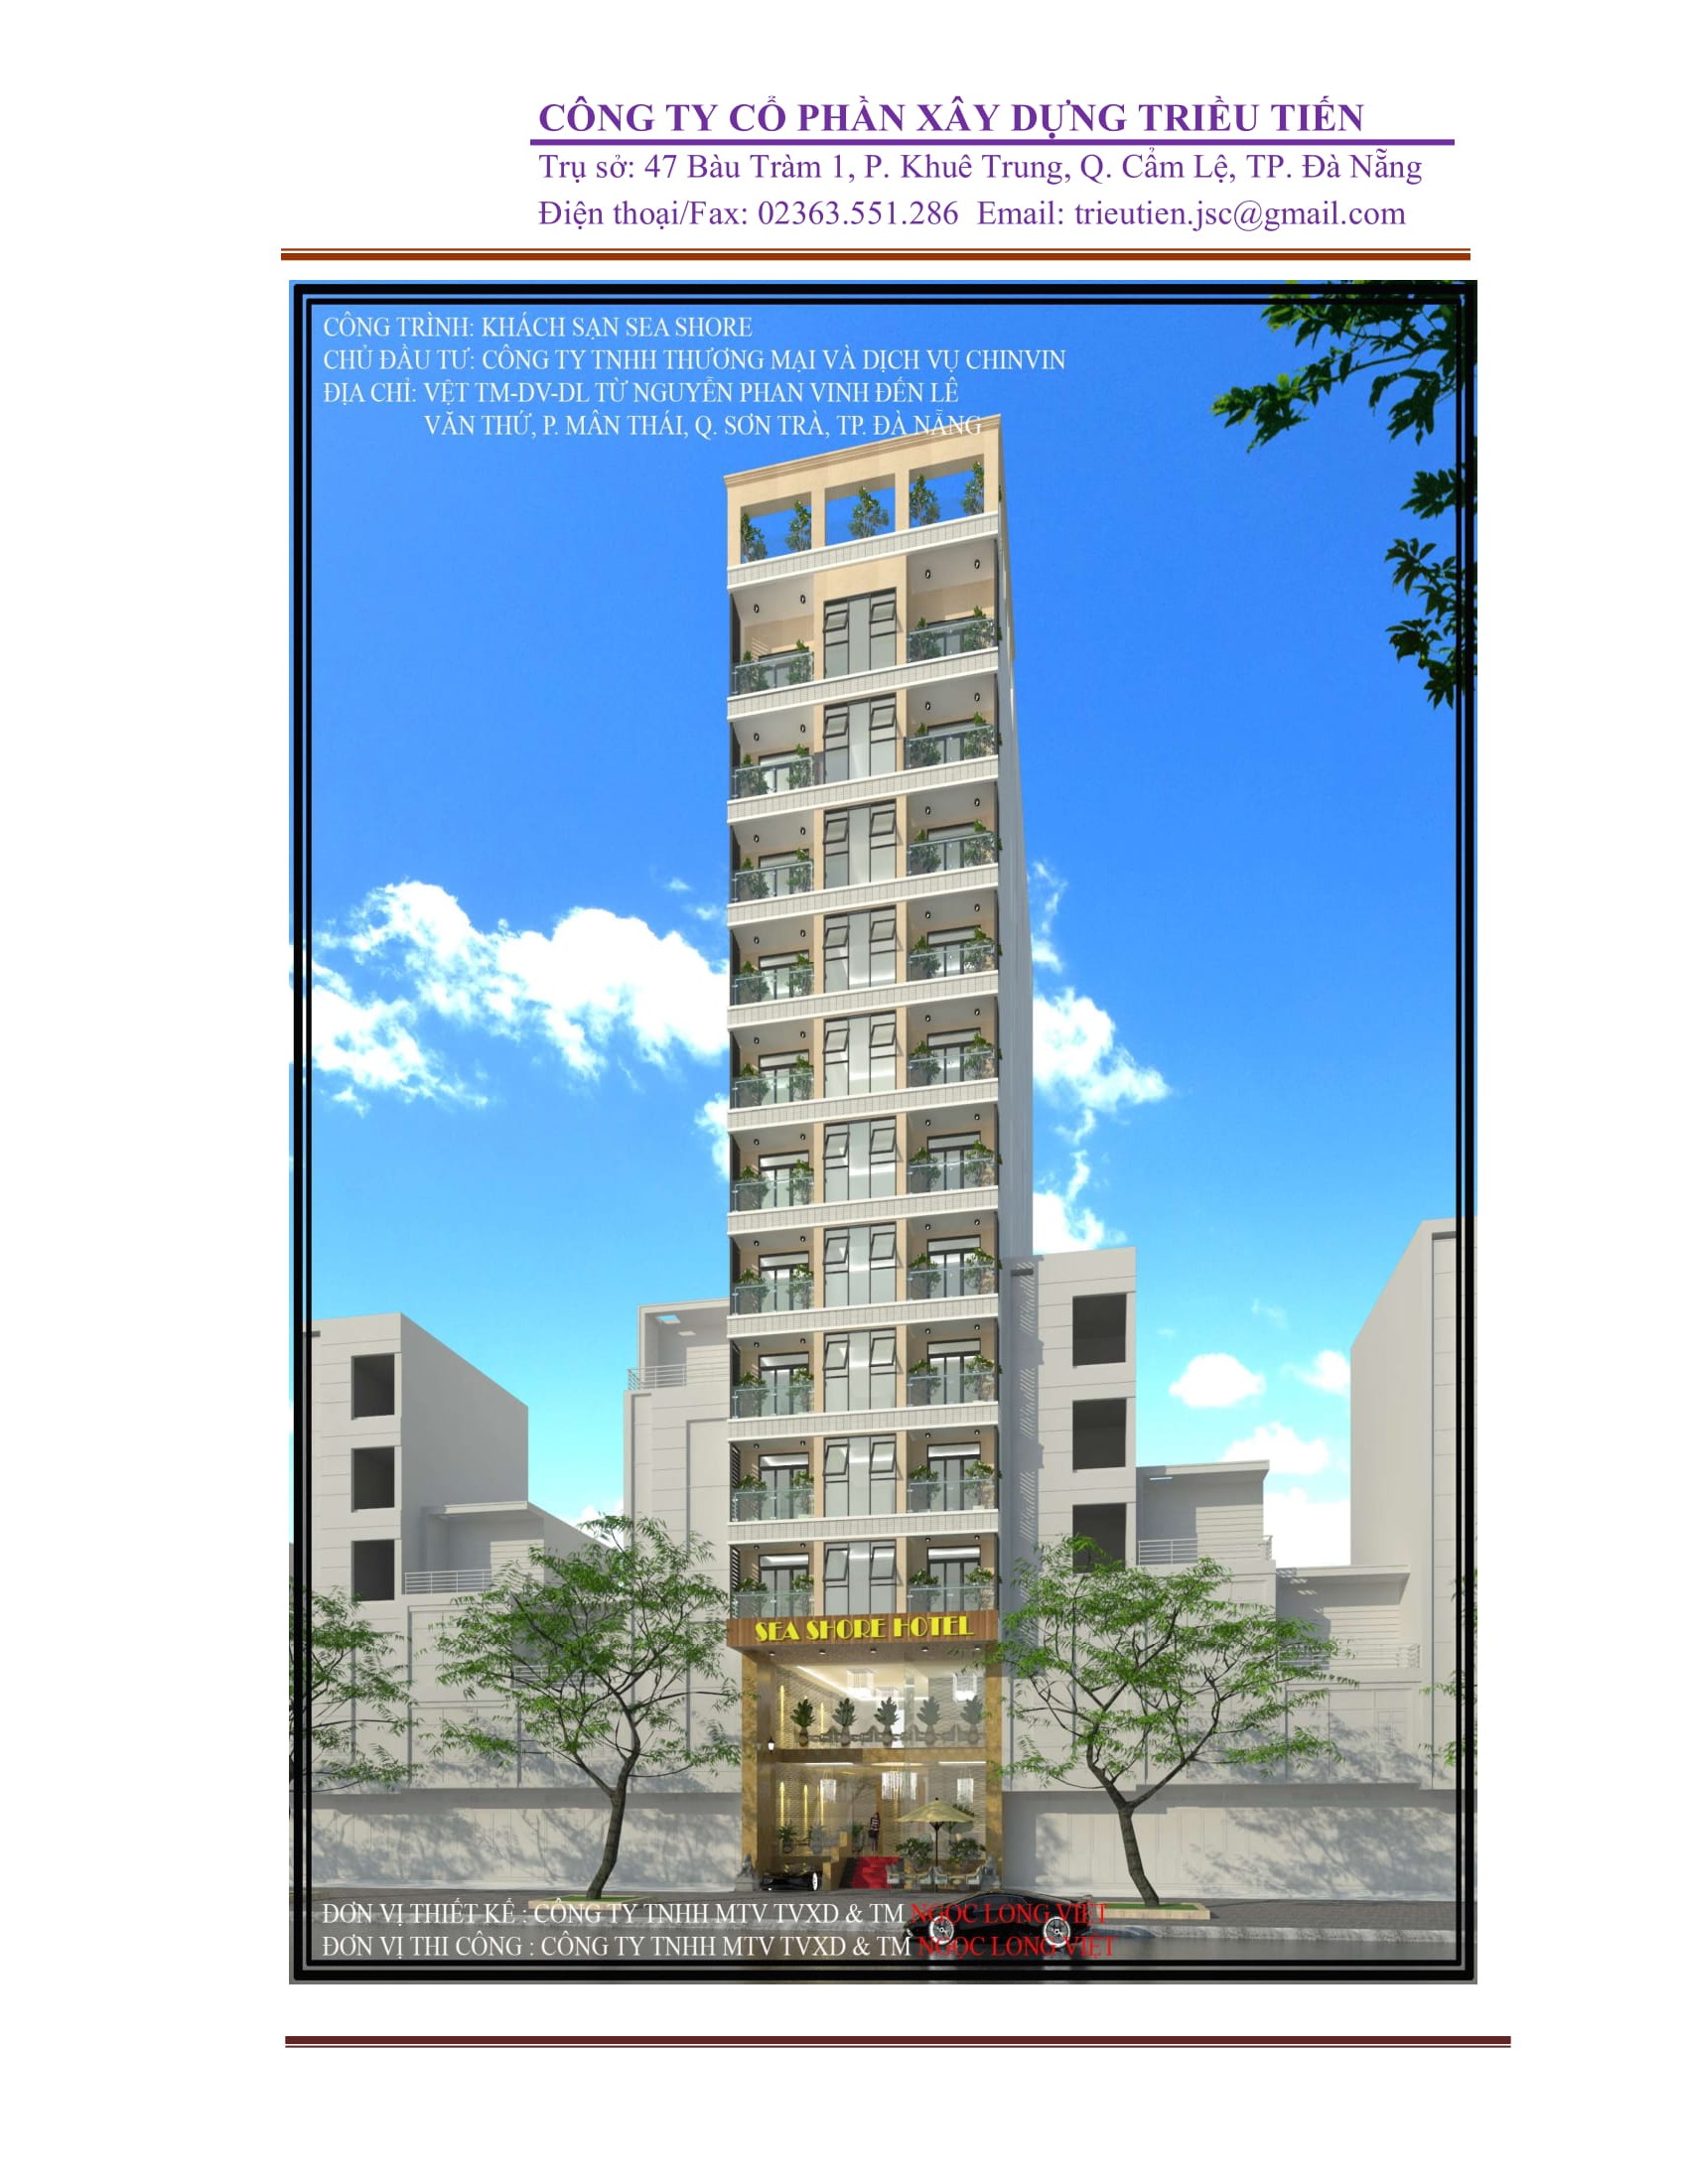 CÔNG TY CỔ PHẦN XÂY DỰNG TRIỀU TIẾN
Trụ sở: 47 Bàu Tràm 1, P. Khuê Trung, Q. Cẩm Lệ, TP. Đà Nẵng
Điện thoại/Fax: 02363.551.286 Email: trieutien.jsc@gmail.com
CÔNG TRÌNH: KHÁCH SẠN SEA SHORE
CHỦ ĐẦU TƯ: CÔNG TY TNHH THƯƠNG MẠI VÀ DỊCH VỤ CHINVIN
ĐỊA CHỈ: VỆT TM-DV-DL TỪ NGUYỄN PHAN VINH ĐẾN LÊ
VĂN THỨ, P. MÂN THÁI, Q. SƠN TRÀ, TP. ĐÀ NẴNG
SEA SHORE HOTEL
ĐƠN VỊ THIẾT KẾ : CÔNG TY TNHH MTV TVXD & TM NGỌC LONG VIỆT
ĐƠN VỊ THI CÔNG : CÔNG TY TNHH MTV TVXD & TM NGỌC LONG VIỆT